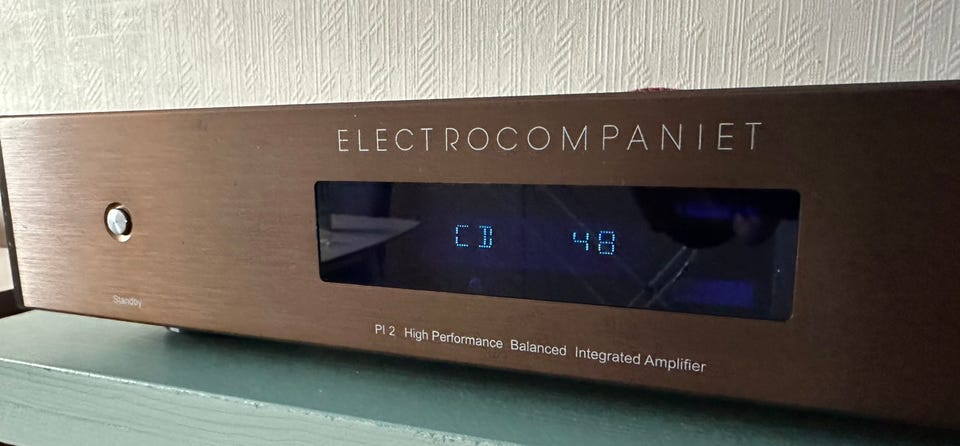 ELECTROCOMPANIET
CD 48
Standby
PI 2 High Performance Balanced Integrated Amplifier